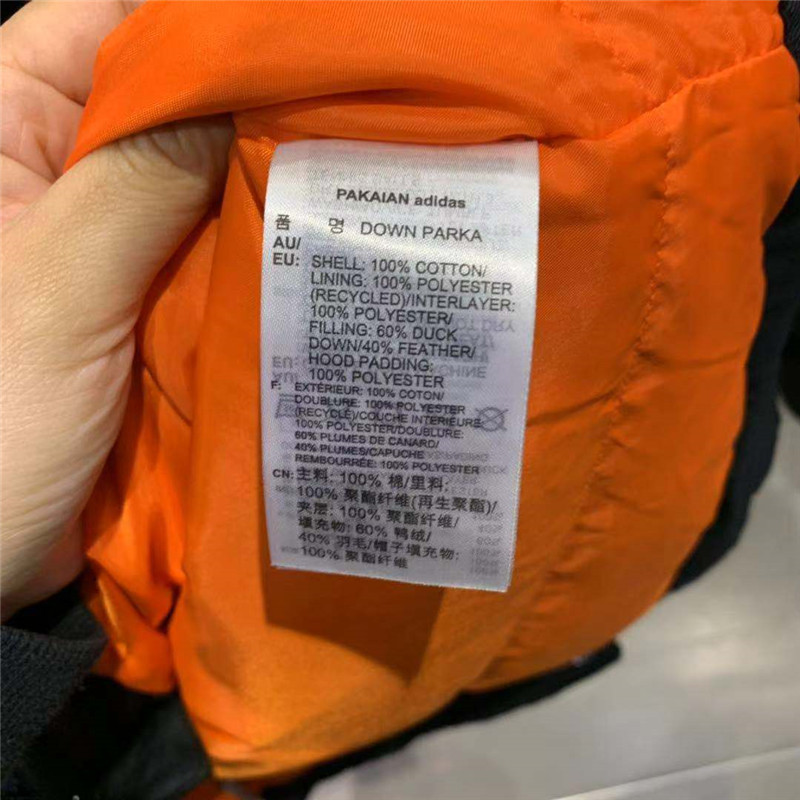 PAKAIAN adidas
품 명 DOWN PARKA
AU/
EU: SHELL: 100% COTTON/
LINING: 100% POLYESTER
(RECYCLED)/INTERLAYER:
100% POLYESTER/
FILLING: 60% DUCK
DOWN/40% FEATHER/
HOOD PADDING:
100% POLYESTER
F: EXTÉRIEUR: 100% COTON/
DOUBLURE: 100% POLYESTER
(RECYCLÉ)/COUCHE INTERIEURE:
100% POLYESTER/DOUBLURE:
60% PLUMES DE CANARD/
40% PLUMES/CAPUCHE
REMBOURRÉE: 100% POLYESTER
CN: 主料: 100% 棉/里料:
100% 聚酯纤维(再生聚酯)/
夹层: 100% 聚酯纤维/
填充物: 60% 鸭绒/
40% 羽毛/帽子填充物:
100% 聚酯纤维